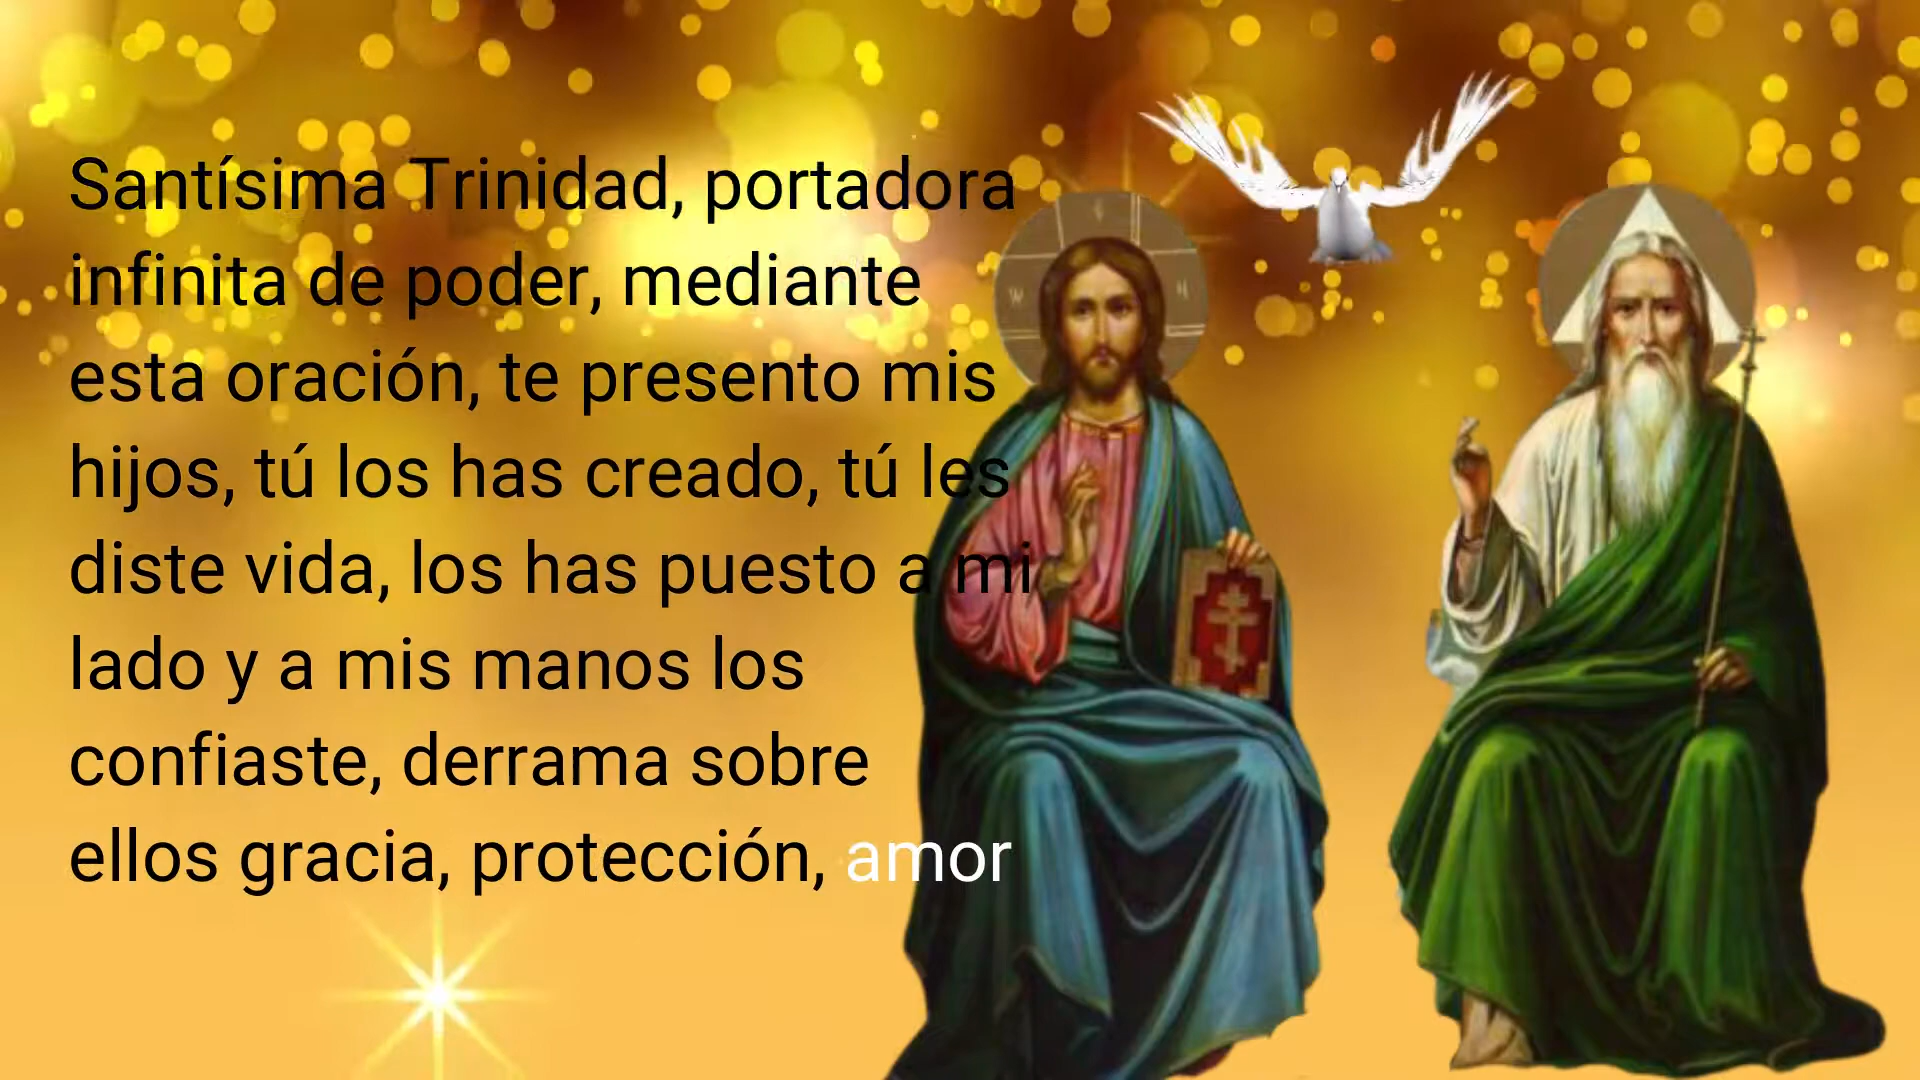 Santísima Trinidad, portadora
infinita de poder, mediante
esta oración, te presento mis
hijos, tú los has creado, tú les
diste vida, los has puesto a mi
lado y a mis manos los
confiaste, derrama sobre
ellos gracia, protección, amor